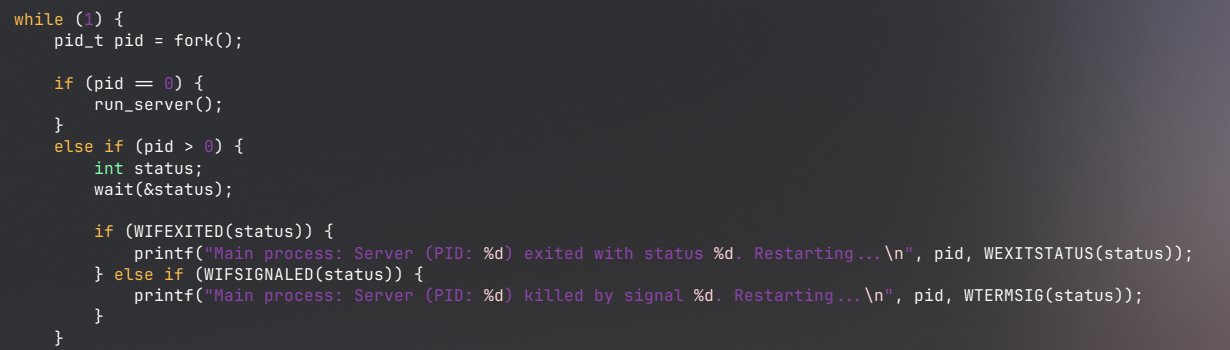 while (1) {
    pid_t pid = fork();

    if (pid == 0) {
        run_server();
    }
    else if (pid > 0) {
        int status;
        wait(&status);

        if (WIFEXITED(status)) {
            printf("Main process: Server (PID: %d) exited with status %d. Restarting...\n", pid, WEXITSTATUS(status));
        } else if (WIFSIGNALED(status)) {
            printf("Main process: Server (PID: %d) killed by signal %d. Restarting...\n", pid, WTERMSIG(status));
        }
    }